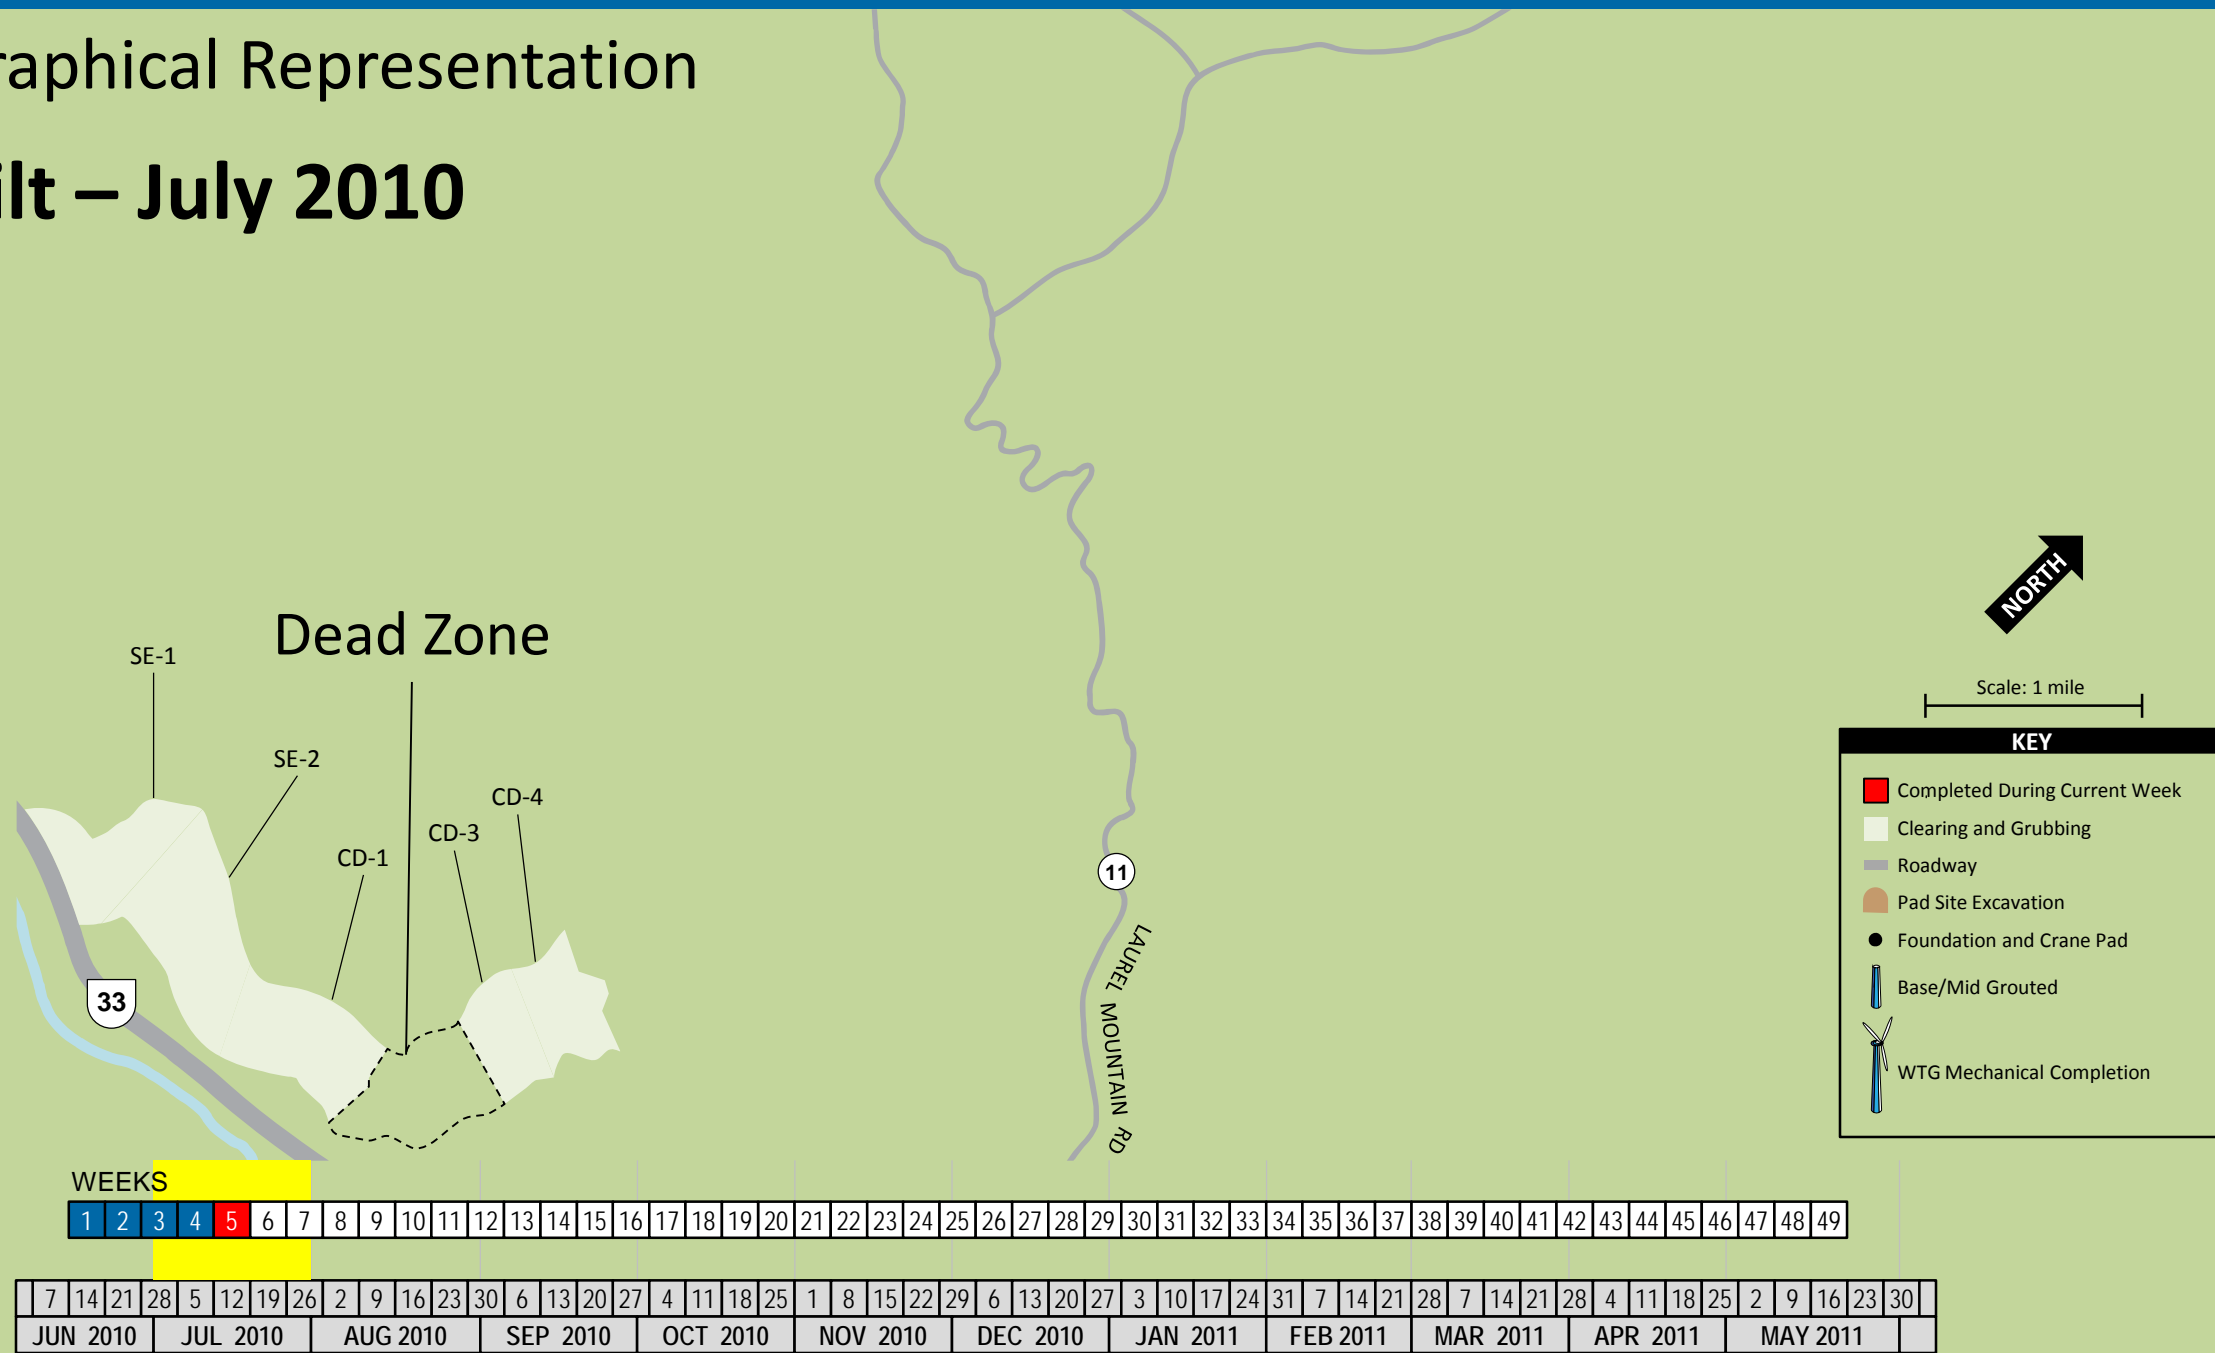 raphical Representation
ilt – July 2010
Dead Zone
SE-1
SE-2
CD-4
CD-3
CD-1
33
11
LAUREL MOUNTAIN RD
NORTH
Scale: 1 mile
KEY
Completed During Current Week
Clearing and Grubbing
Roadway
Pad Site Excavation
Foundation and Crane Pad
Base/Mid Grouted
WTG Mechanical Completion
WEEKS
1 2 3 4 5 6 7 8 9 10 11 12 13 14 15 16 17 18 19 20 21 22 23 24 25 26 27 28 29 30 31 32 33 34 35 36 37 38 39 40 41 42 43 44 45 46 47 48 49
7 14 21 28 5 12 19 26 2 9 16 23 30 6 13 20 27 4 11 18 25 1 8 15 22 29 6 13 20 27 3 10 17 24 31 7 14 21 28 7 14 21 28 4 11 18 25 2 9 16 23 30
JUN 2010 JUL 2010 AUG 2010 SEP 2010 OCT 2010 NOV 2010 DEC 2010 JAN 2011 FEB 2011 MAR 2011 APR 2011 MAY 2011